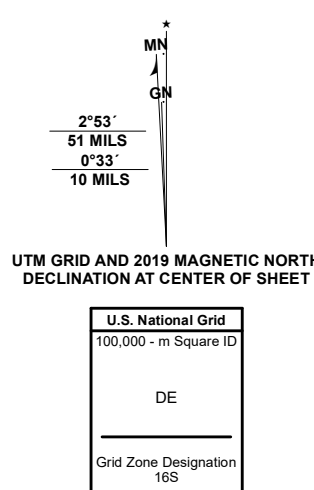 MN
GN
2°53´
51 MILS
0°33´
10 MILS
UTM GRID AND 2019 MAGNETIC NORTH
DECLINATION AT CENTER OF SHEET
U.S. National Grid
100,000 - m Square ID
DE
Grid Zone Designation
16S